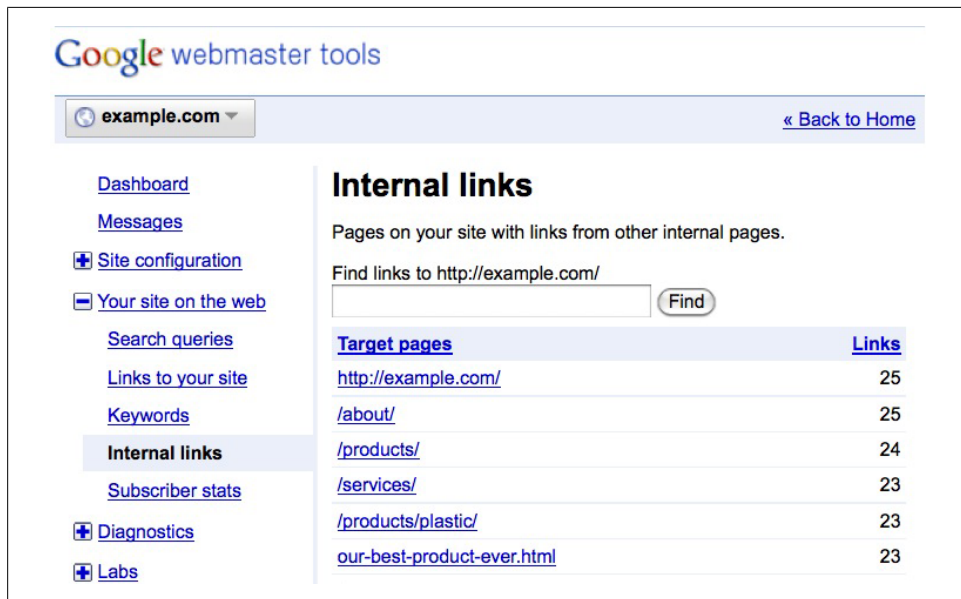 Google webmaster tools
example.com
« Back to Home
Dashboard
Messages
Site configuration
Your site on the web
Search queries
Links to your site
Keywords
Internal links
Subscriber stats
Diagnostics
Labs
Internal links
Pages on your site with links from other internal pages.
Find links to http://example.com/
Find
Target pages Links
http://example.com/ 25
/about/ 25
/products/ 24
/services/ 23
/products/plastic/ 23
our-best-product-ever.html 23